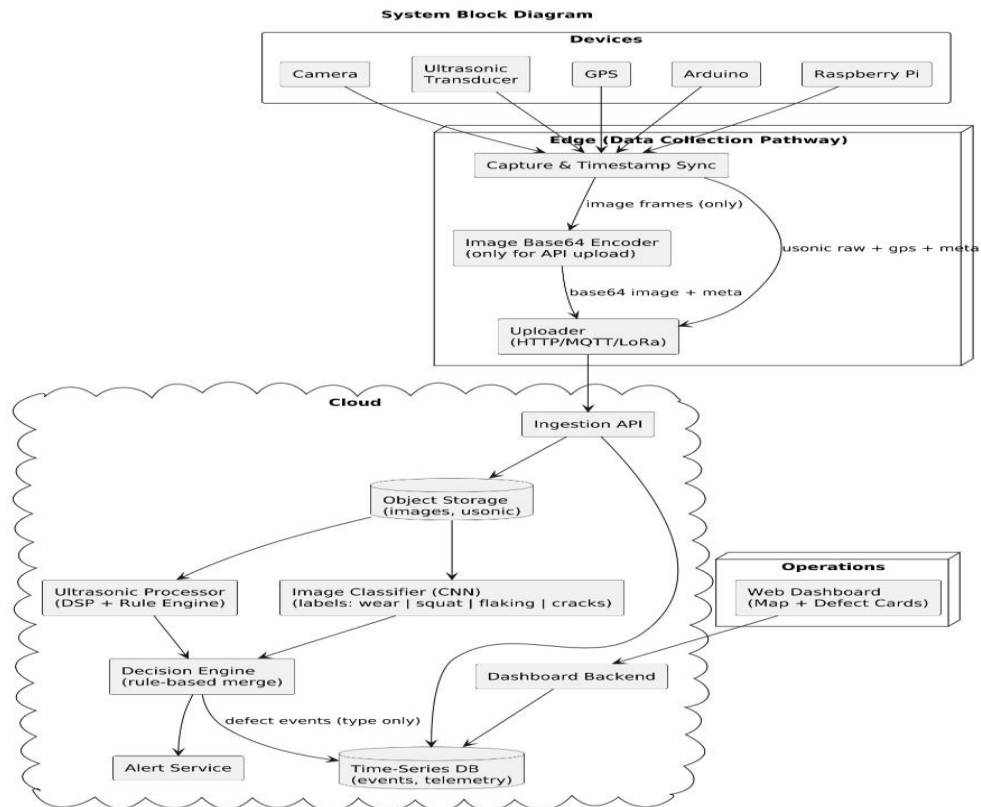 System Block Diagram
Devices
Camera
Ultrasonic
Transducer
GPS
Arduino
Raspberry Pi
Edge (Data Collection Pathway)
Capture & Timestamp Sync
image frames (only)
Image Base64 Encoder
(only for API upload)
usonic raw + gps + meta
base64 image + meta
Uploader
(HTTP/MQTT/LoRa)
Cloud
Ingestion API
Object Storage
(images, usonic)
Ultrasonic Processor
(DSP + Rule Engine)
Image Classifier (CNN)
(labels: wear | squat | flaking | cracks)
Operations
Web Dashboard
(Map + Defect Cards)
Decision Engine
(rule-based merge)
Dashboard Backend
defect events (type only)
Alert Service
Time-Series DB
(events, telemetry)